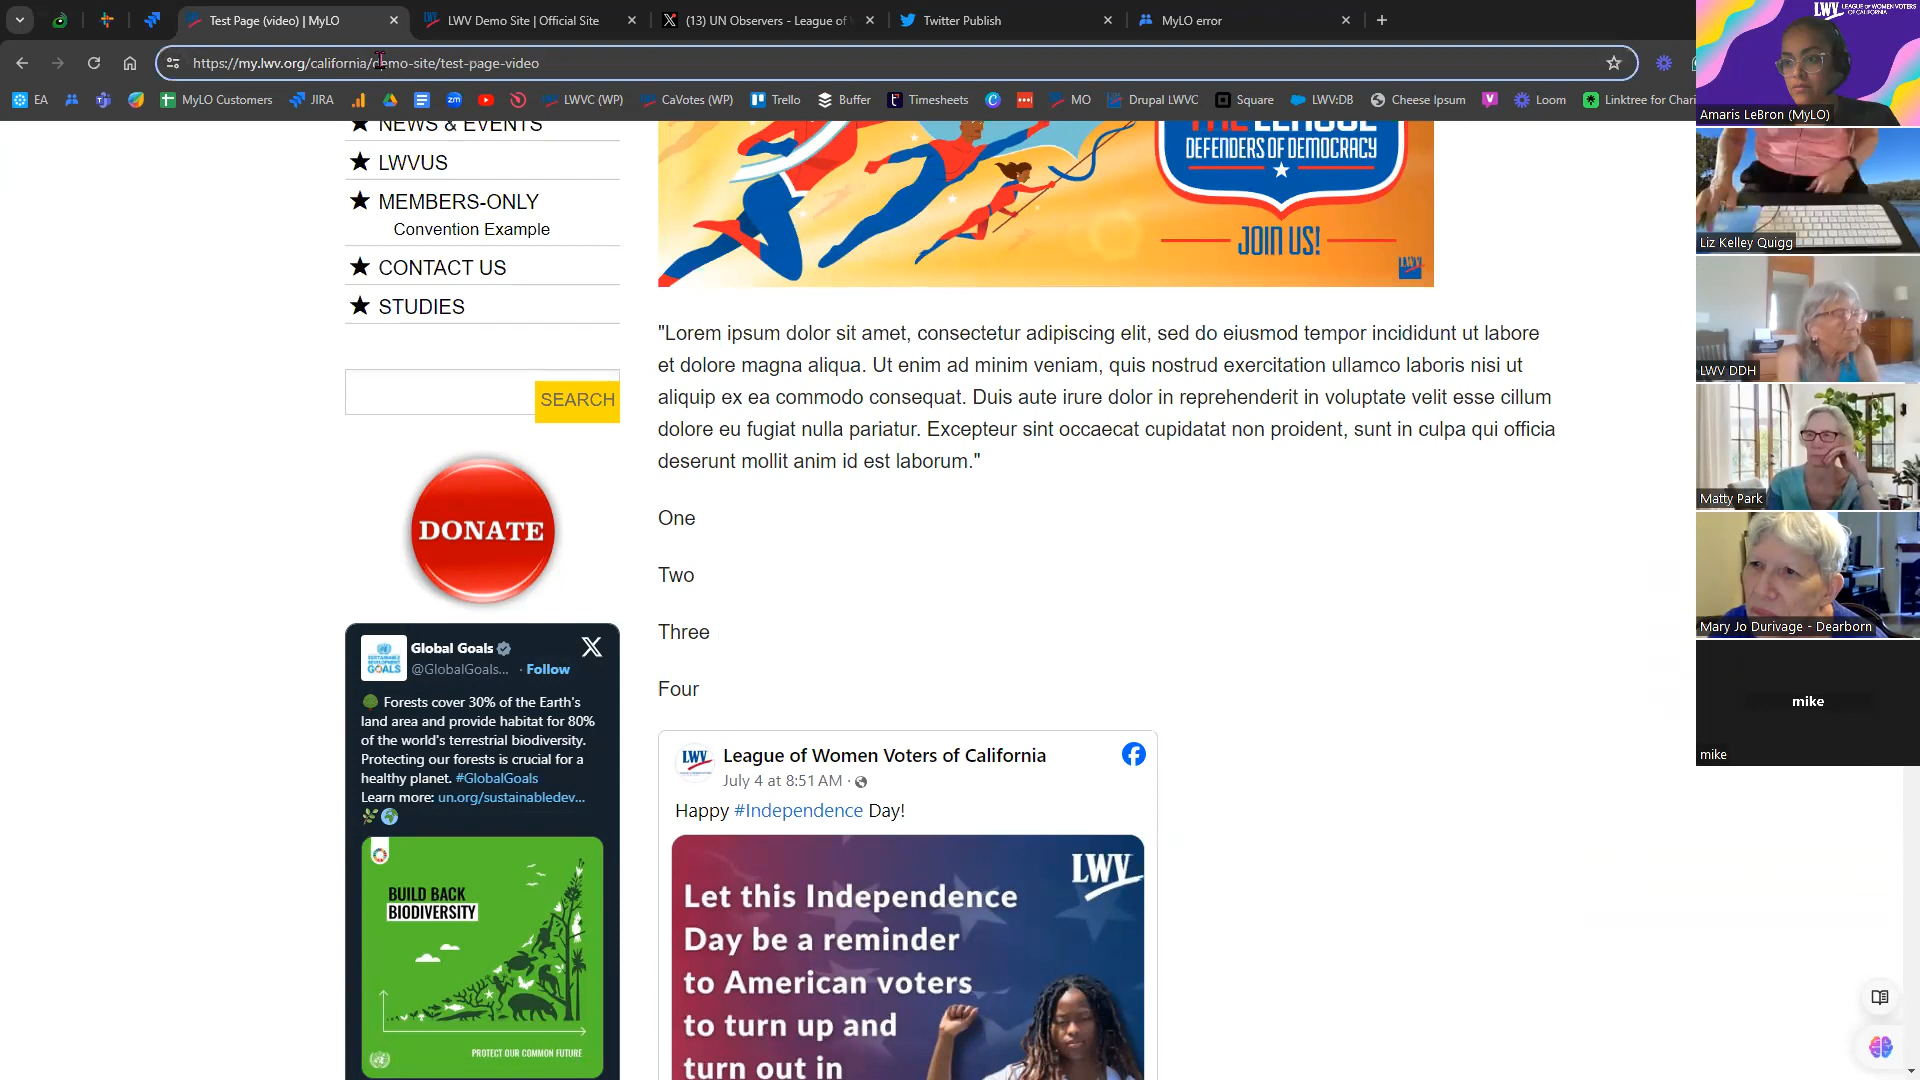 Test Page (video) | MyLO
LWV Demo Site | Official Site
(13) UN Observers - League of
Twitter Publish
MyLO error
https://my.lwv.org/california/demo-site/test-page-video
EA
MyLO Customers
JIRA
LWVC (WP)
CaVotes (WP)
Trello
Buffer
Timesheets
MO
Drupal LWVC
Square
LWV:DB
Cheese Ipsum
Loom
Linktree for Chari
NEWS & EVENTS
LWVUS
MEMBERS-ONLY
Convention Example
CONTACT US
STUDIES
SEARCH
DONATE
Global Goals
@GlobalGoals... · Follow
Forests cover 30% of the Earth's
land area and provide habitat for 80%
of the world's terrestrial biodiversity.
Protecting our forests is crucial for a
healthy planet. #GlobalGoals
Learn more: un.org/sustainabledev...
BUILD BACK
BIODIVERSITY
PROTECT OUR COMMON FUTURE
THE LEAGUE
DEFENDERS OF DEMOCRACY
JOIN US!
LWV
"Lorem ipsum dolor sit amet, consectetur adipiscing elit, sed do eiusmod tempor incididunt ut labore
et dolore magna aliqua. Ut enim ad minim veniam, quis nostrud exercitation ullamco laboris nisi ut
aliquip ex ea commodo consequat. Duis aute irure dolor in reprehenderit in voluptate velit esse cillum
dolore eu fugiat nulla pariatur. Excepteur sint occaecat cupidatat non proident, sunt in culpa qui officia
deserunt mollit anim id est laborum."
One
Two
Three
Four
LWV
League of Women Voters of California
July 4 at 8:51 AM ·
Happy #Independence Day!
LWV
Let this Independence
Day be a reminder
to American voters
to turn up and
turn out in
LWV LEAGUE OF WOMEN VOTERS
OF CALIFORNIA
Amaris LeBron (MyLO)
Liz Kelley Quigg
LWV DDH
Matty Park
Mary Jo Durivage - Dearborn
mike
mike